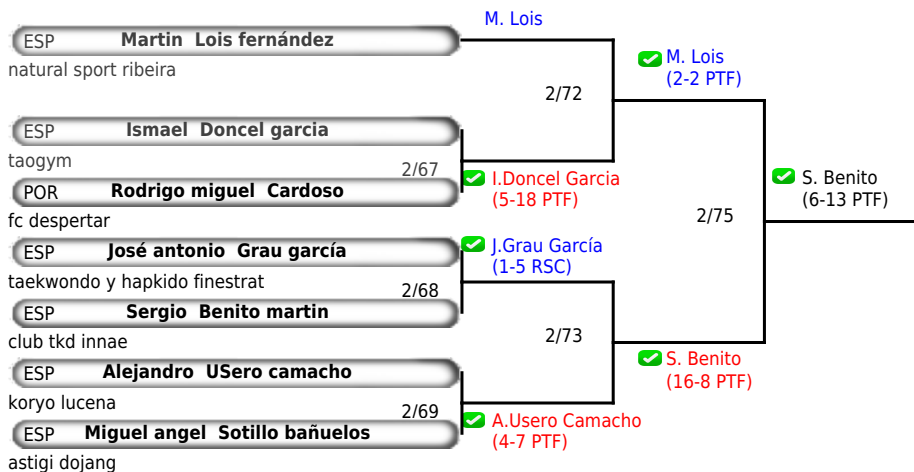 M. Lois
ESP Martin Lois fernández
natural sport ribeira
M. Lois
(2-2 PTF)
2/72
ESP Ismael Doncel garcia
taogym
2/67
I.Doncel Garcia
(5-18 PTF)
POR Rodrigo miguel Cardoso
fc despertar
S. Benito
(6-13 PTF)
2/75
ESP José antonio Grau garcía
taekwondo y hapkido finestrat
J.Grau García
(1-5 RSC)
2/68
ESP Sergio Benito martin
club tkd innae
2/73
ESP Alejandro USero camacho
koryo lucena
S. Benito
(16-8 PTF)
2/69
A.Usero Camacho
(4-7 PTF)
ESP Miguel angel Sotillo bañuelos
astigi dojang